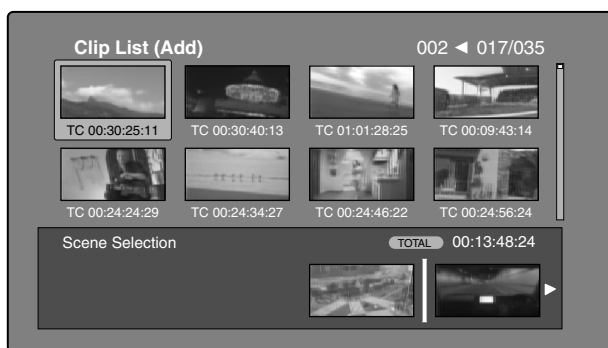 Clip List (Add) 002 ◀ 017/035
TC 00:30:25:11 TC 00:30:40:13 TC 01:01:28:25 TC 00:09:43:14
TC 00:24:24:29 TC 00:24:34:27 TC 00:24:46:22 TC 00:24:56:24
Scene Selection TOTAL 00:13:48:24